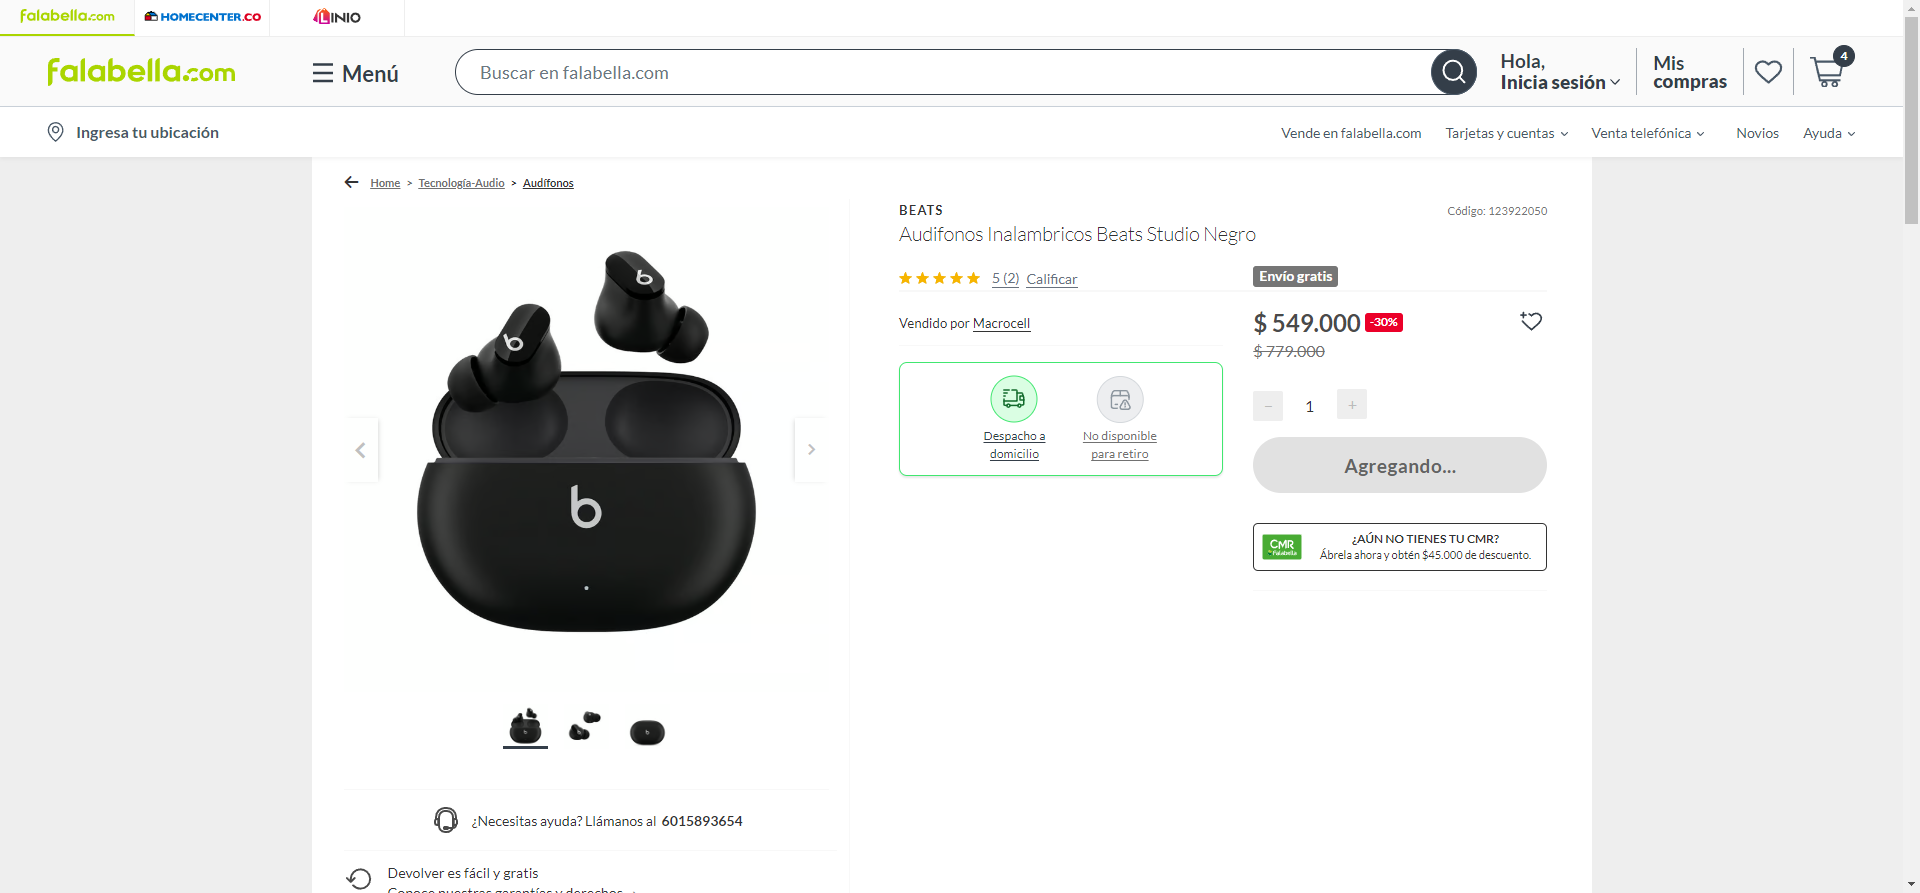 falabella.com
HOMECENTER.CO
LINIO
falabella.com
Menú
Buscar en falabella.com
Hola,
Inicia sesión
Mis
compras
4
Ingresa tu ubicación
Vende en falabella.com
Tarjetas y cuentas
Venta telefónica
Novios
Ayuda
Home > Tecnología-Audio > Audífonos
BEATS
Código: 123922050
Audifonos Inalambricos Beats Studio Negro
5 (2) Calificar
Envío gratis
Vendido por Macrocell
$ 549.000 -30%
$ 779.000
Despacho a
domicilio
No disponible
para retiro
− 1 +
Agregando...
CMR
Falabella
¿AÚN NO TIENES TU CMR?
Ábrela ahora y obtén $45.000 de descuento.
b
b
b
¿Necesitas ayuda? Llámanos al 6015893654
Devolver es fácil y gratis
Conoce nuestras garantías y derechos